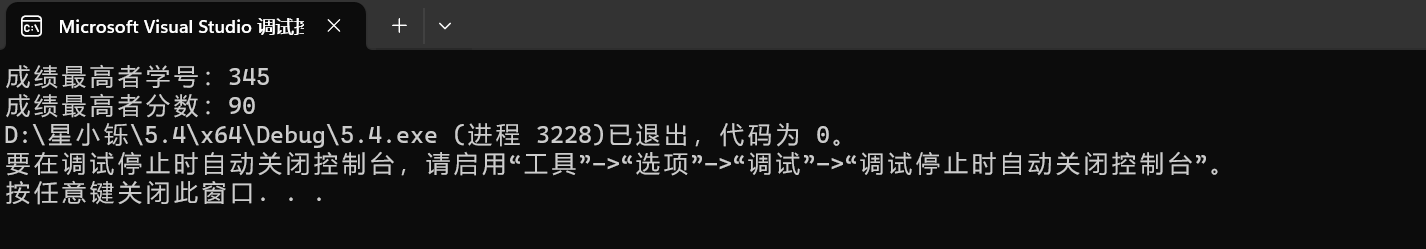 Microsoft Visual Studio 调试控
成绩最高者学号：345
成绩最高者分数：90
D:\星小铄\5.4\x64\Debug\5.4.exe (进程 3228)已退出，代码为 0。
要在调试停止时自动关闭控制台，请启用“工具”->“选项”->“调试”->“调试停止时自动关闭控制台”。
按任意键关闭此窗口. . .